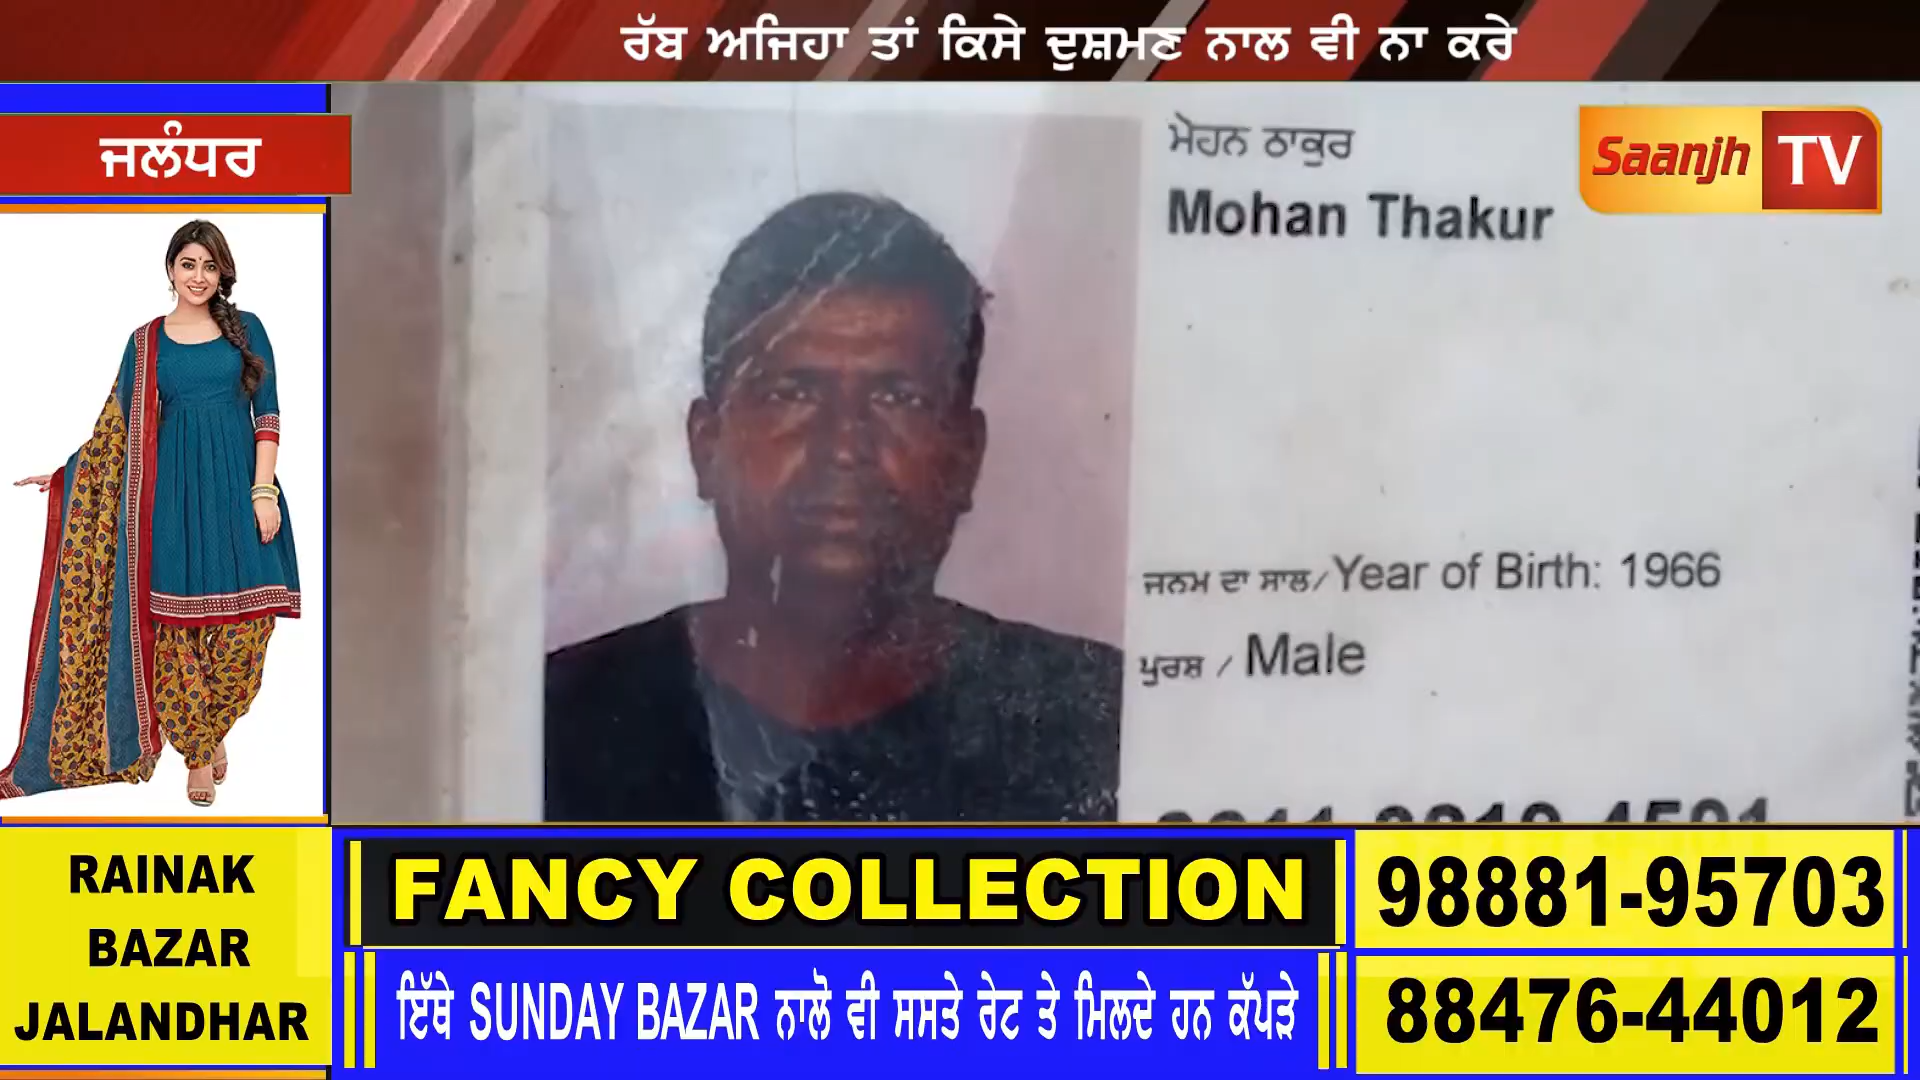 ਰੱਬ ਅਜਿਹਾ ਤਾਂ ਕਿਸੇ ਦੁਸ਼ਮਣ ਨਾਲ ਵੀ ਨਾ ਕਰੇ
ਜਲੰਧਰ
Saanjh TV
ਮੋਹਨ ਠਾਕੁਰ
Mohan Thakur
ਜਨਮ ਦਾ ਸਾਲ/Year of Birth: 1966
ਪੁਰਸ਼ / Male
RAINAK
BAZAR
JALANDHAR
FANCY COLLECTION
98881-95703
ਇੱਥੇ SUNDAY BAZAR ਨਾਲੋ ਵੀ ਸਸਤੇ ਰੇਟ ਤੇ ਮਿਲਦੇ ਹਨ ਕੱਪੜੇ
88476-44012